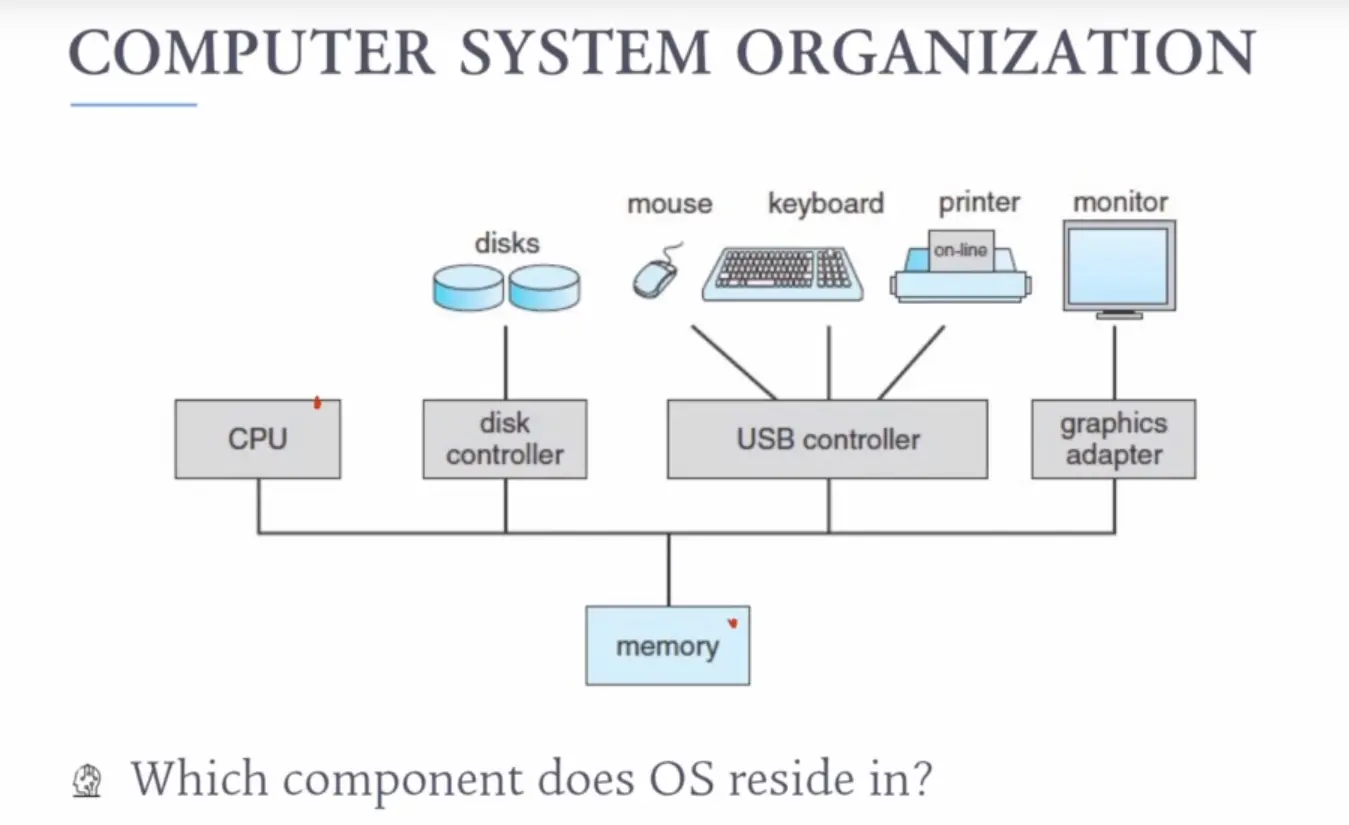 COMPUTER SYSTEM ORGANIZATION
mouse keyboard printer monitor
disks
on-line
CPU
disk
controller
USB controller
graphics
adapter
memory
Which component does OS reside in?